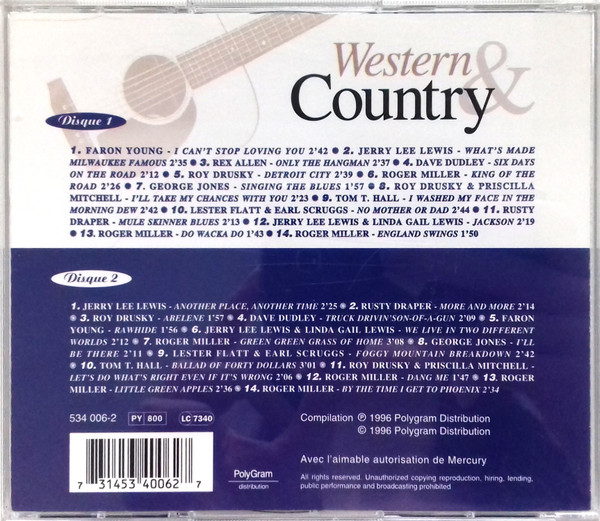 Western &
Country
Disque 1
1. FARON YOUNG - I CAN'T STOP LOVING YOU 2'42 ● 2. JERRY LEE LEWIS - WHAT'S MADE
MILWAUKEE FAMOUS 2'35 ● 3. REX ALLEN - ONLY THE HANGMAN 2'37 ● 4. DAVE DUDLEY - SIX DAYS
ON THE ROAD 2'12 ● 5. ROY DRUSKY - DETROIT CITY 2'39 ● 6. ROGER MILLER - KING OF THE
ROAD 2'26 ● 7. GEORGE JONES - SINGING THE BLUES 1'57 ● 8. ROY DRUSKY & PRISCILLA
MITCHELL - I'LL TAKE MY CHANCES WITH YOU 2'23 ● 9. TOM T. HALL - I WASHED MY FACE IN THE
MORNING DEW 2'42 ● 10. LESTER FLATT & EARL SCRUGGS - NO MOTHER OR DAD 2'44 ● 11. RUSTY
DRAPER - MULE SKINNER BLUES 2'13 ● 12. JERRY LEE LEWIS & LINDA GAIL LEWIS - JACKSON 2'19
● 13. ROGER MILLER - DO WACKA DO 1'43 ● 14. ROGER MILLER - ENGLAND SWINGS 1'50
Disque 2
1. JERRY LEE LEWIS - ANOTHER PLACE, ANOTHER TIME 2'25 ● 2. RUSTY DRAPER - MORE AND MORE 2'14
● 3. ROY DRUSKY - ABELENE 1'57 ● 4. DAVE DUDLEY - TRUCK DRIVIN'SON-OF-A-GUN 2'09 ● 5. FARON
YOUNG - RAWHIDE 1'56 ● 6. JERRY LEE LEWIS & LINDA GAIL LEWIS - WE LIVE IN TWO DIFFERENT
WORLDS 2'12 ● 7. ROGER MILLER - GREEN GREEN GRASS OF HOME 3'08 ● 8. GEORGE JONES - I'LL
BE THERE 2'11 ● 9. LESTER FLATT & EARL SCRUGGS - FOGGY MOUNTAIN BREAKDOWN 2'42
● 10. TOM T. HALL - BALLAD OF FORTY DOLLARS 3'01 ● 11. ROY DRUSKY & PRISCILLA MITCHELL -
LET'S DO WHAT'S RIGHT EVEN IF IT'S WRONG 2'06 ● 12. ROGER MILLER - DANG ME 1'47 ● 13. ROGER
MILLER - LITTLE GREEN APPLES 2'36 ● 14. ROGER MILLER - BY THE TIME I GET TO PHOENIX 2'34
534 006-2 PY 800 LC 7340
Compilation ℗ 1996 Polygram Distribution
© 1996 Polygram Distribution
Avec l'aimable autorisation de Mercury
7 31453 40062 7
PolyGram
distribution
All rights reserved. Unauthorized copying reproduction, hiring, lending,
public performance and broadcasting prohibited.